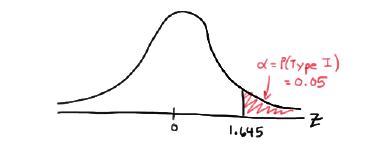 α = P(Type I)
= 0.05
0
1.645
Z